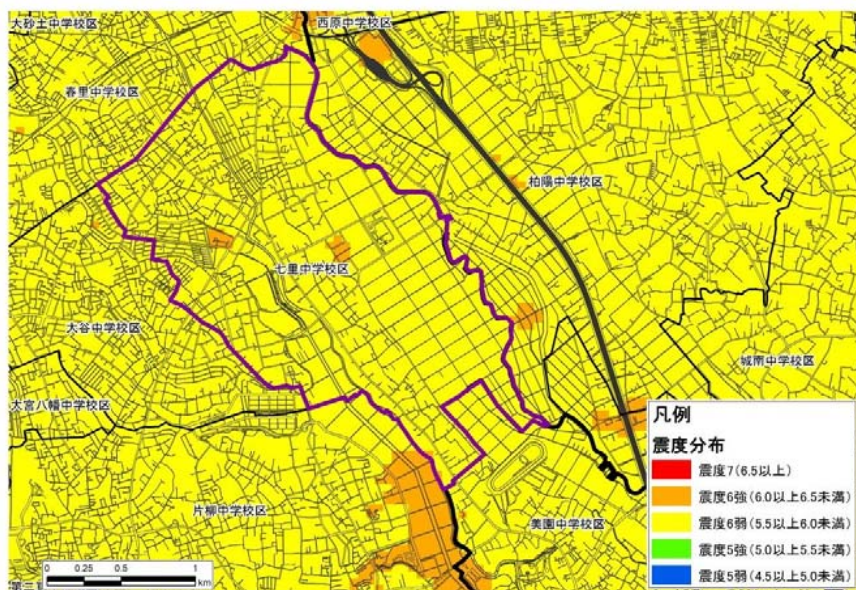 大砂土中学校区
西原中学校区
春里中学校区
柏陽中学校区
七里中学校区
大谷中学校区
城南中学校区
大宮八幡中学校区
片柳中学校区
美園中学校区
凡例
震度分布
震度7(6.5以上)
震度6強(6.0以上6.5未満)
震度6弱(5.5以上6.0未満)
震度5強(5.0以上5.5未満)
震度5弱(4.5以上5.0未満)
0 0.25 0.5 1
km